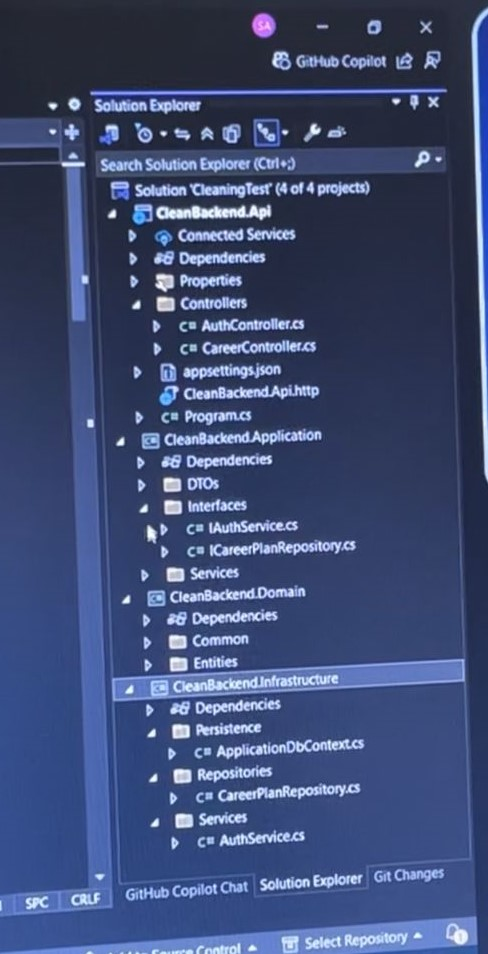 SA
GitHub Copilot
Solution Explorer
Search Solution Explorer (Ctrl+;)
Solution 'CleaningTest' (4 of 4 projects)
CleanBackend.Api
Connected Services
Dependencies
Properties
Controllers
C# AuthController.cs
C# CareerController.cs
appsettings.json
CleanBackend.Api.http
C# Program.cs
C# CleanBackend.Application
Dependencies
DTOs
Interfaces
C# IAuthService.cs
C# ICareerPlanRepository.cs
Services
C# CleanBackend.Domain
Dependencies
Common
Entities
C# CleanBackend.Infrastructure
Dependencies
Persistence
C# ApplicationDbContext.cs
Repositories
C# CareerPlanRepository.cs
Services
C# AuthService.cs
SPC CRLF GitHub Copilot Chat Solution Explorer Git Changes
to Source Control Select Repository 1